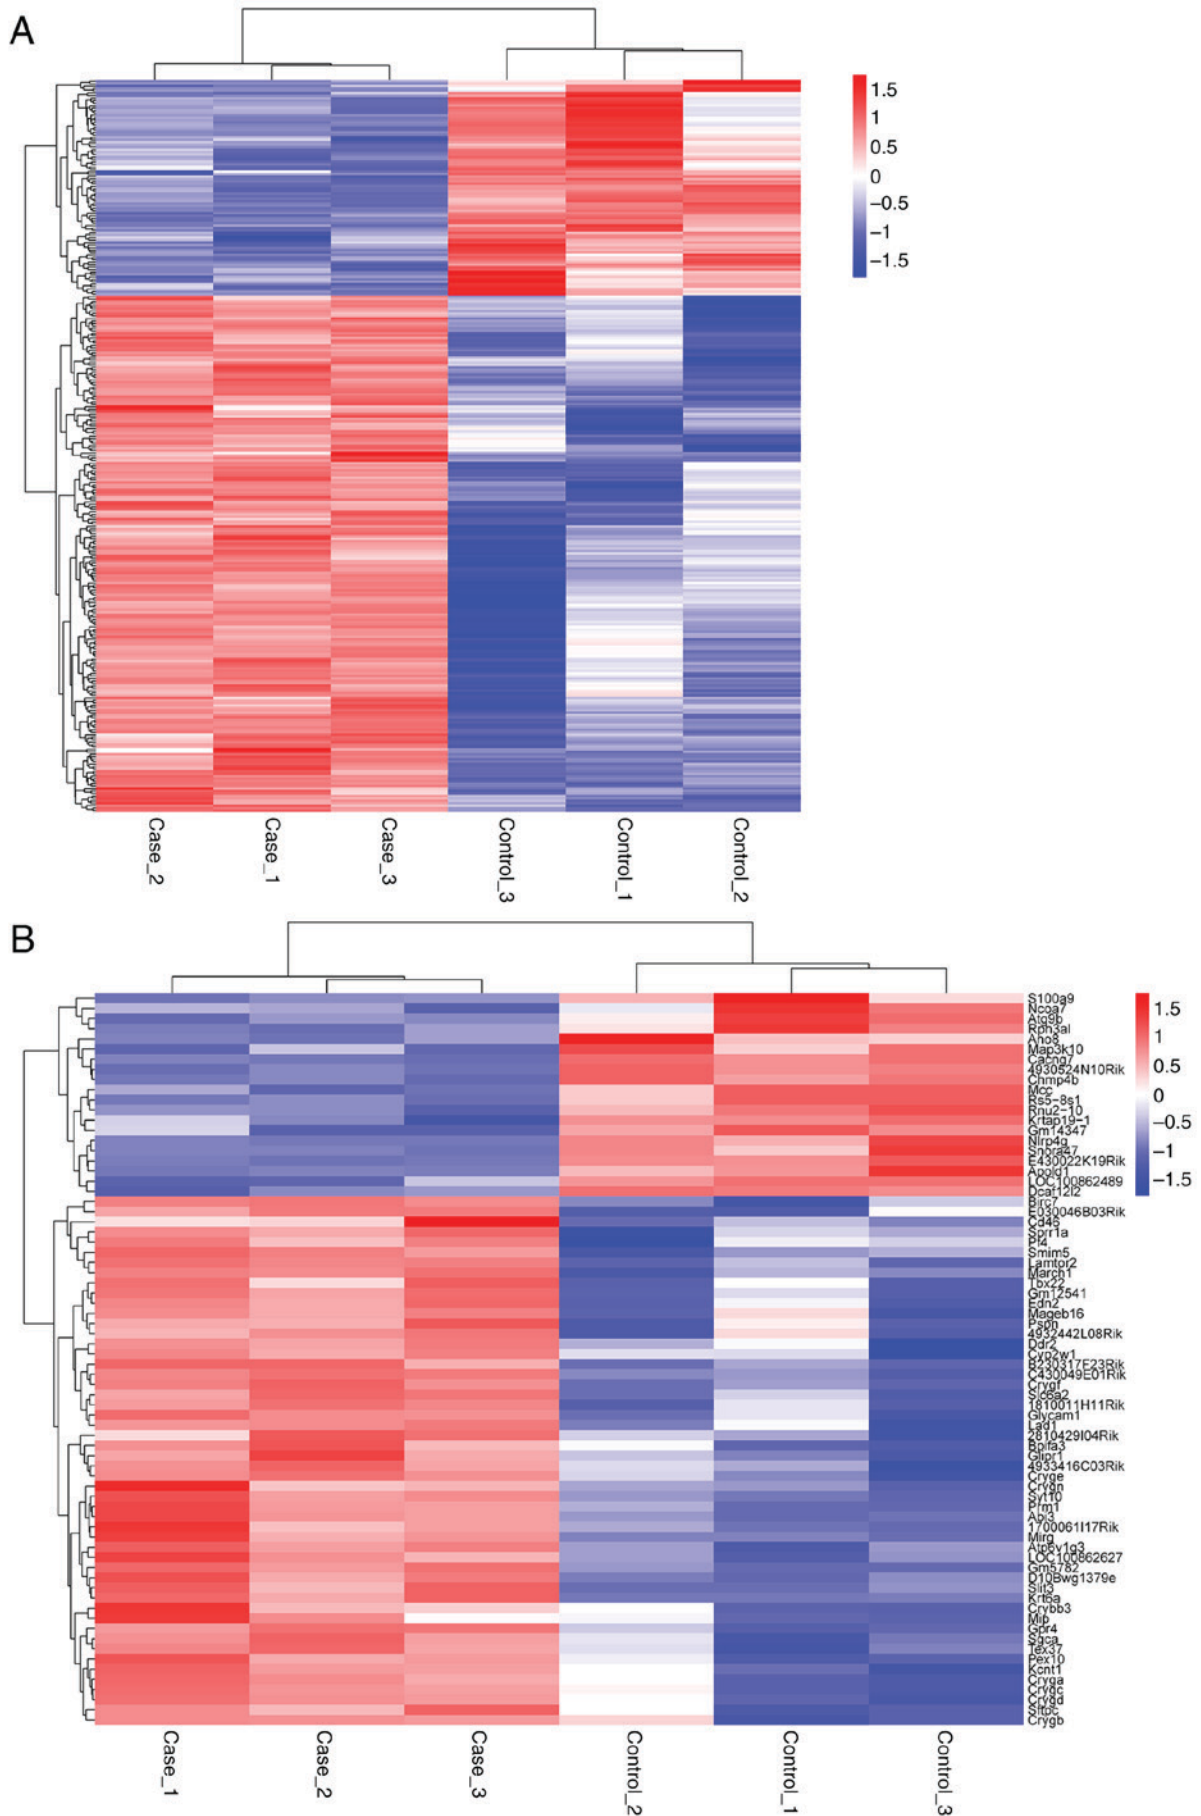 A
1.5
1
0.5
0
−0.5
−1
−1.5
Case_2
Case_1
Case_3
Control_3
Control_1
Control_2
B
S100a9
Ncoa7
Atg9b
Rph3al
Aho8
Map3k10
Cacng7
4930524N10Rik
Chmp4b
Mcc
Rs5−8s1
Rnu2−10
Krtap19−1
Gm14347
Nlrp4g
Snora47
E430022K19Rik
Apold1
LOC100862489
Dcaf12l2
Birc7
E030046B03Rik
Cd46
Sprr1a
Pf4
Smim5
Lamtor2
March1
Tbx22
Gm12541
Edn2
Mageb16
Pspn
4932442L08Rik
Ddr2
Cyp2w1
B230317F23Rik
C430049E01Rik
Crygf
Slc6a2
1810011H11Rik
Glycam1
Lad1
2810429I04Rik
Bpifa3
Glipr1
4933416C03Rik
Cryge
Crygn
Syt10
Prm1
Abi3
1700061I17Rik
Mirg
Atp6v1g3
LOC100862627
Gm5782
D10Bwg1379e
Slit3
Krt6a
Crybb3
Mip
Gpr4
Sgca
Tex37
Pex10
Kcnt1
Cryga
Crygc
Crygd
Sftpc
Crygb
1.5
1
0.5
0
−0.5
−1
−1.5
Case_1
Case_2
Case_3
Control_2
Control_1
Control_3